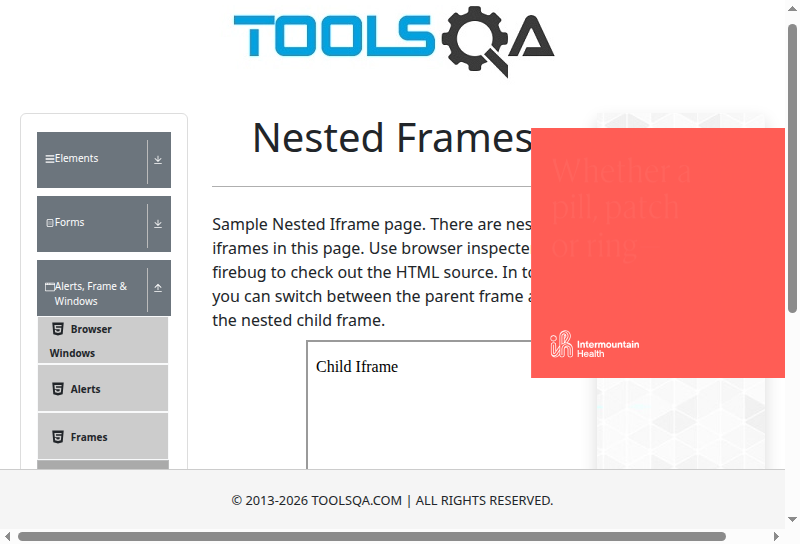 TOOLSQA
Nested Frames
Elements
Forms
Alerts, Frame &
Windows
Browser
Windows
Alerts
Frames
Sample Nested Iframe page. There are nes
iframes in this page. Use browser inspecte
firebug to check out the HTML source. In to
you can switch between the parent frame a
the nested child frame.
Child Iframe
Whether a
pill, patch
or ring
Intermountain
Health
© 2013-2026 TOOLSQA.COM | ALL RIGHTS RESERVED.